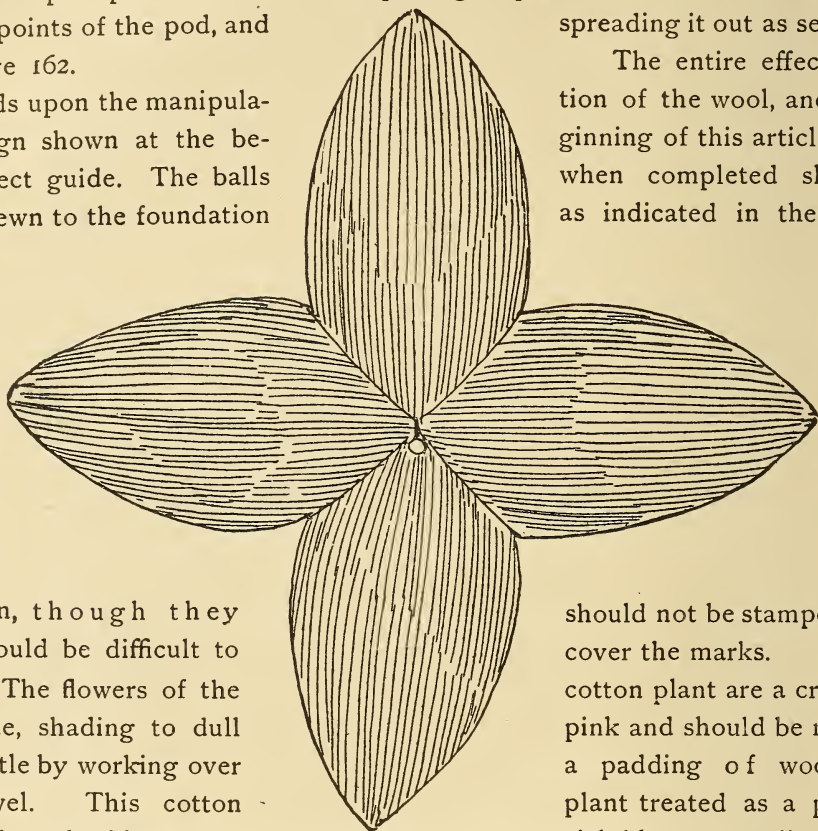 points of the pod, and
spreading it out as se
re 162.
The entire effec
ds upon the manipula-
tion of the wool, and
gn shown at the be-
ginning of this articl
ect guide. The balls
when completed s
ewn to the foundation
as indicated in the
n, though they
should not be stamp
ould be difficult to
cover the marks.
The flowers of the
cotton plant are a cr
e, shading to dull
pink and should be
tle by working over
a padding of woo
vel. This cotton
plant treated as a